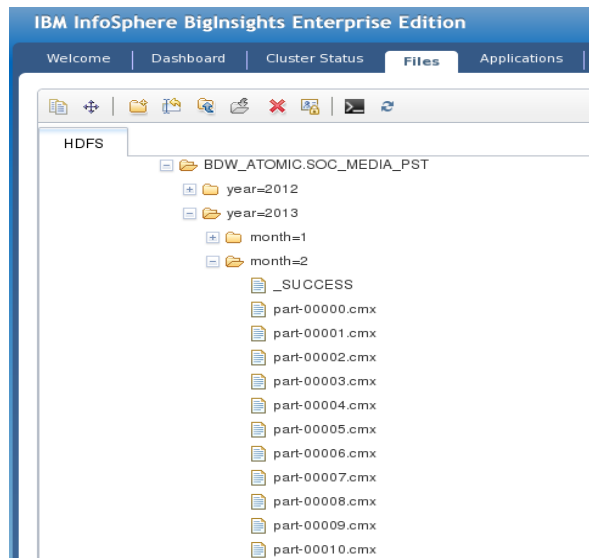 IBM InfoSphere BigInsights Enterprise Edition
Welcome Dashboard Cluster Status Files Applications
HDFS
BDW_ATOMIC.SOC_MEDIA_PST
year=2012
year=2013
month=1
month=2
_SUCCESS
part-00000.cmx
part-00001.cmx
part-00002.cmx
part-00003.cmx
part-00004.cmx
part-00005.cmx
part-00006.cmx
part-00007.cmx
part-00008.cmx
part-00009.cmx
part-00010.cmx